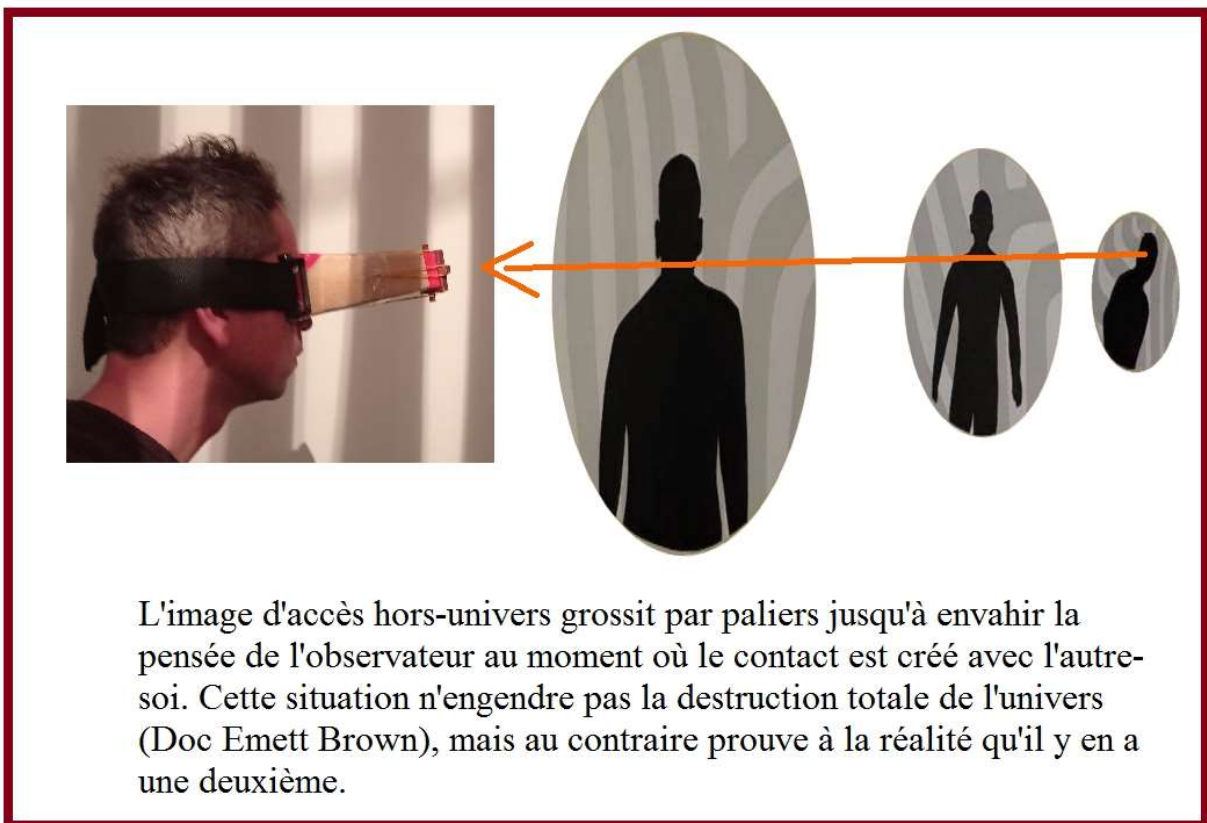 L'image d'accès hors-univers grossit par paliers jusqu'à envahir la
pensée de l'observateur au moment où le contact est créé avec l'autre-
soi. Cette situation n'engendre pas la destruction totale de l'univers
(Doc Emett Brown), mais au contraire prouve à la réalité qu'il y en a
une deuxième.